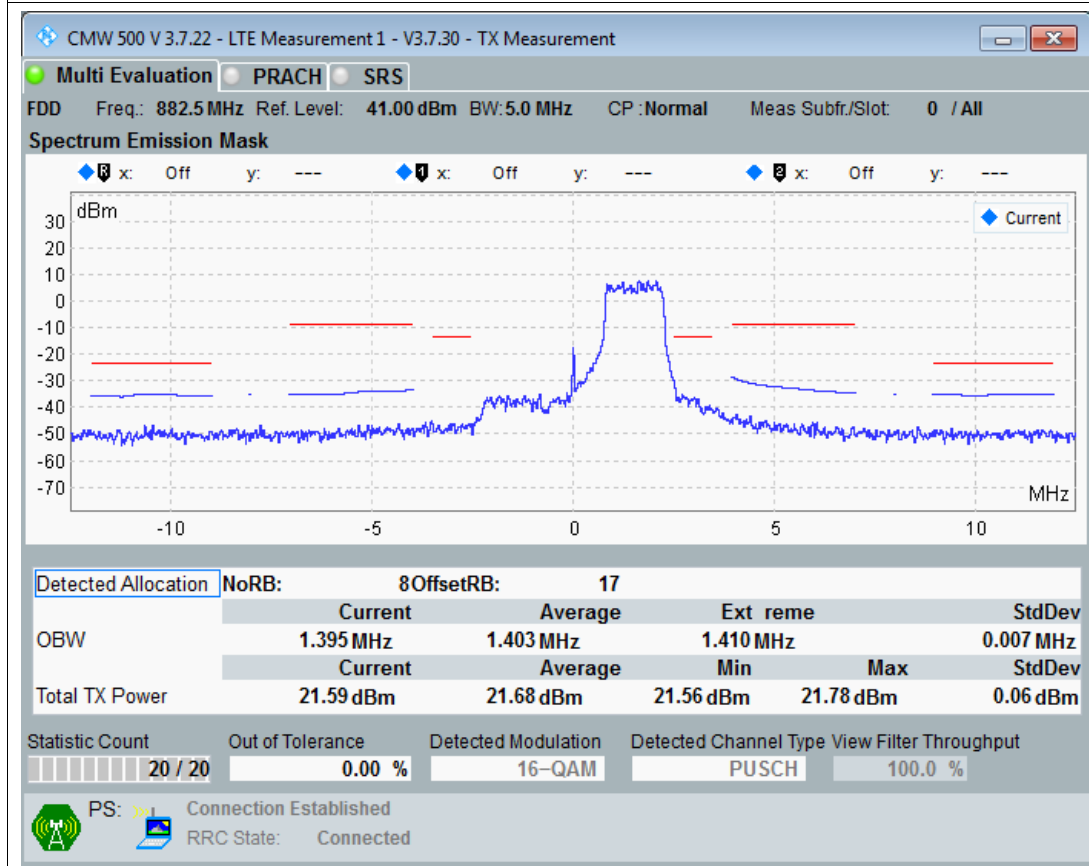 CMW 500 V 3.7.22 - LTE Measurement 1 - V3.7.30 - TX Measurement
Multi Evaluation PRACH SRS
FDD Freq.: 882.5 MHz Ref. Level: 41.00 dBm BW: 5.0 MHz CP : Normal Meas Subfr./Slot: 0 / All
Spectrum Emission Mask
R x: Off y: --- 1 x: Off y: --- 2 x: Off y: ---
dBm
Current
30
20
10
0
-10
-20
-30
-40
-50
-60
-70
MHz
-10 -5 0 5 10
Detected Allocation NoRB: 8 OffsetRB: 17
Current Average Ext reme StdDev
OBW 1.395 MHz 1.403 MHz 1.410 MHz 0.007 MHz
Current Average Min Max StdDev
Total TX Power 21.59 dBm 21.68 dBm 21.56 dBm 21.78 dBm 0.06 dBm
Statistic Count Out of Tolerance Detected Modulation Detected Channel Type View Filter Throughput
20 / 20 0.00 % 16-QAM PUSCH 100.0 %
PS: Connection Established
RRC State: Connected